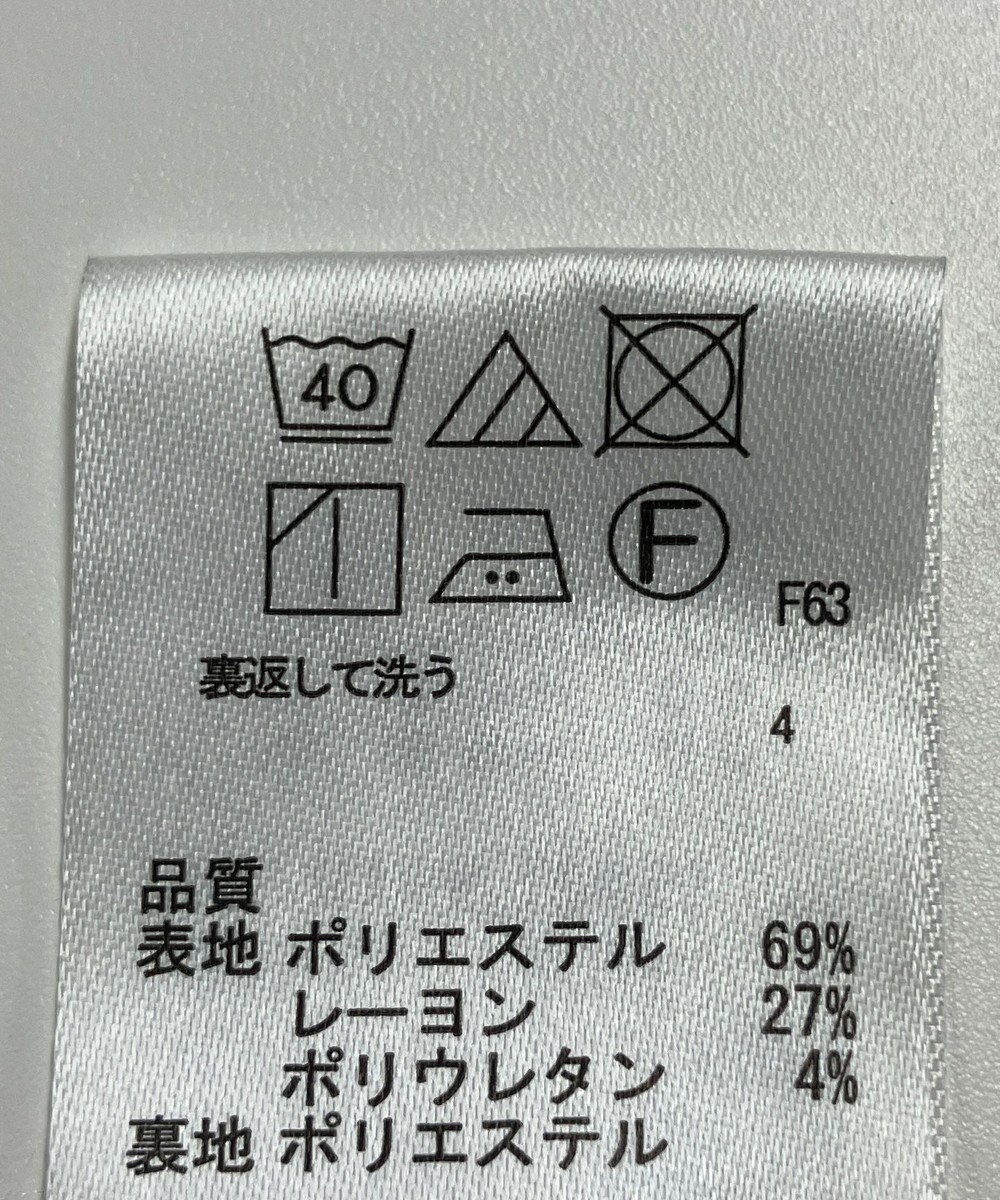 40
F
F63
裏返して洗う
4
品質
表地 ポリエステル 69%
レーヨン 27%
ポリウレタン 4%
裏地 ポリエステル